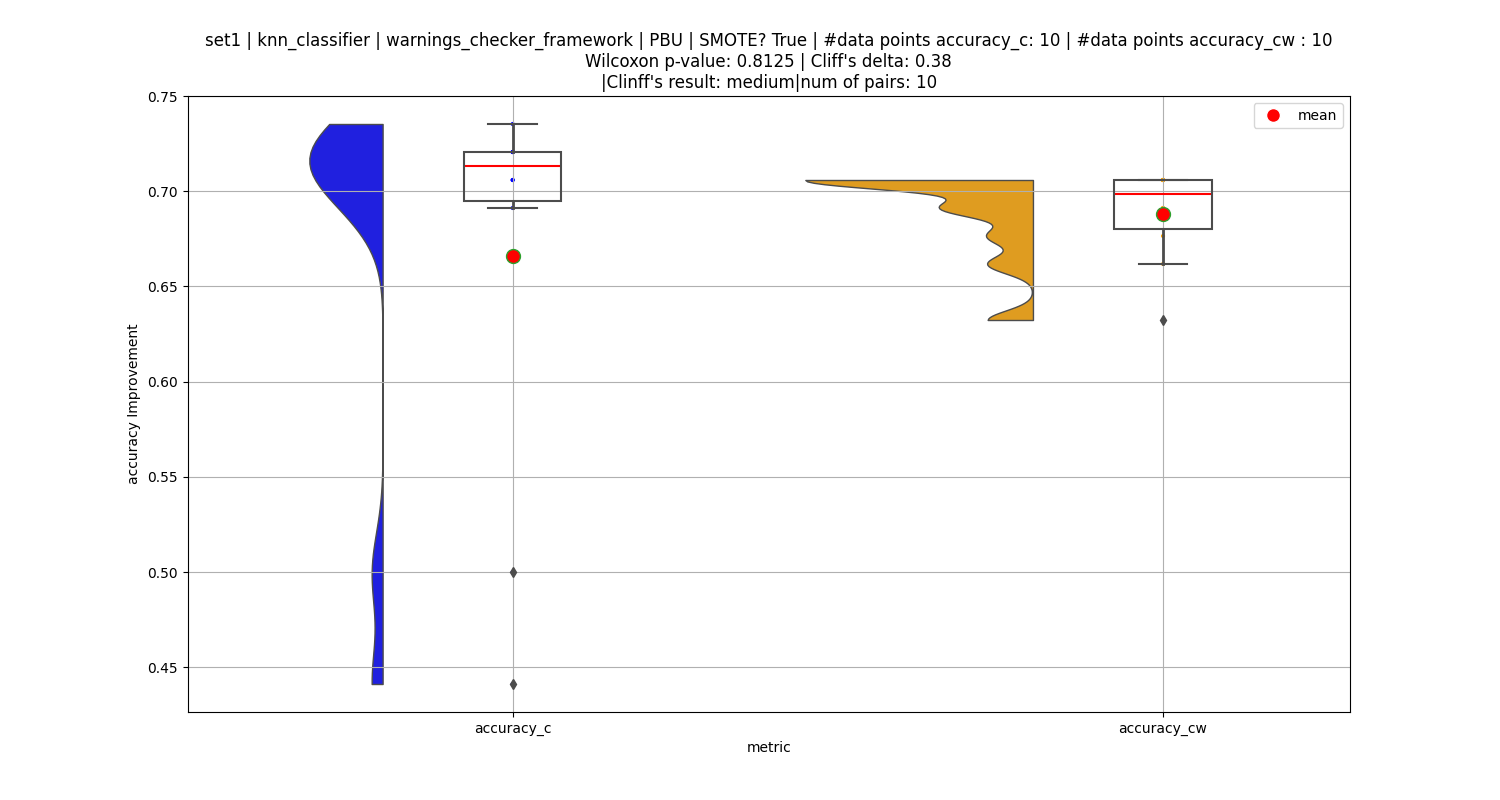 set1 | knn_classifier | warnings_checker_framework | PBU | SMOTE? True | #data points accuracy_c: 10 | #data points accuracy_cw : 10
Wilcoxon p-value: 0.8125 | Cliff's delta: 0.38
|Clinff's result: medium|num of pairs: 10
mean
0.75
0.70
0.65
0.60
0.55
0.50
0.45
accuracy Improvement
accuracy_c
accuracy_cw
metric